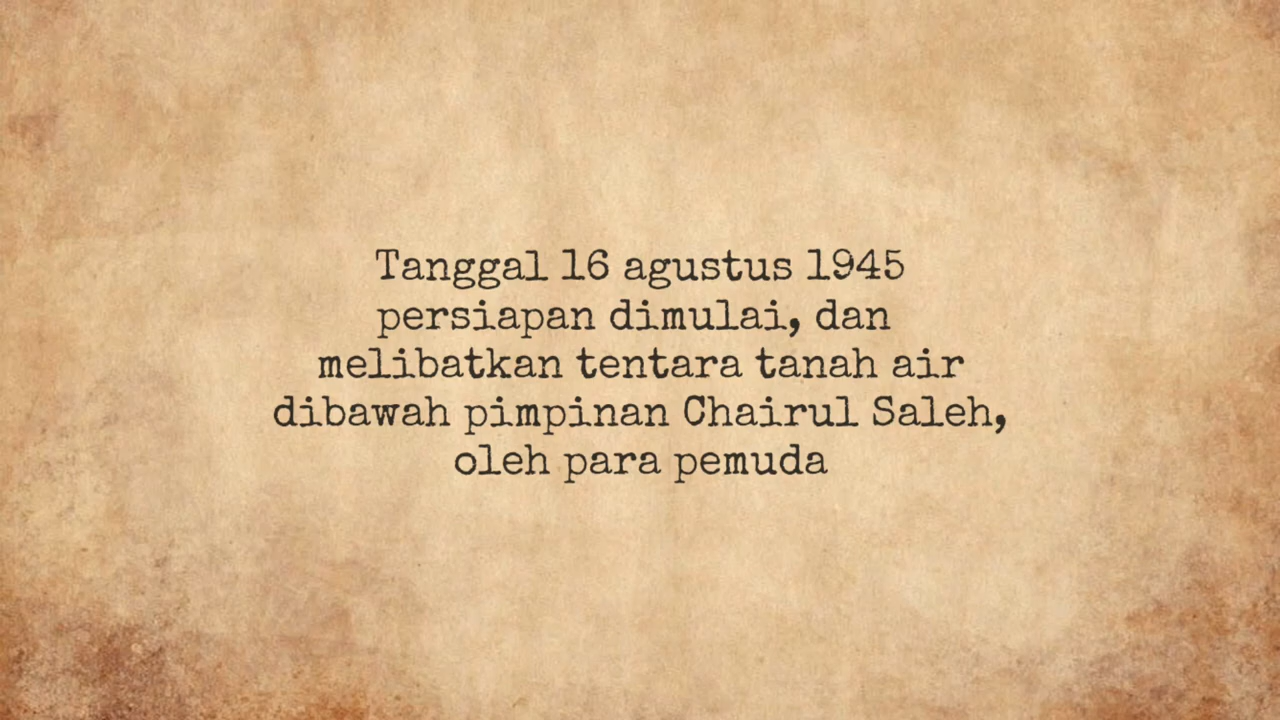 Tanggal 16 agustus 1945
persiapan dimulai, dan
melibatkan tentara tanah air
dibawah pimpinan Chairul Saleh,
oleh para pemuda